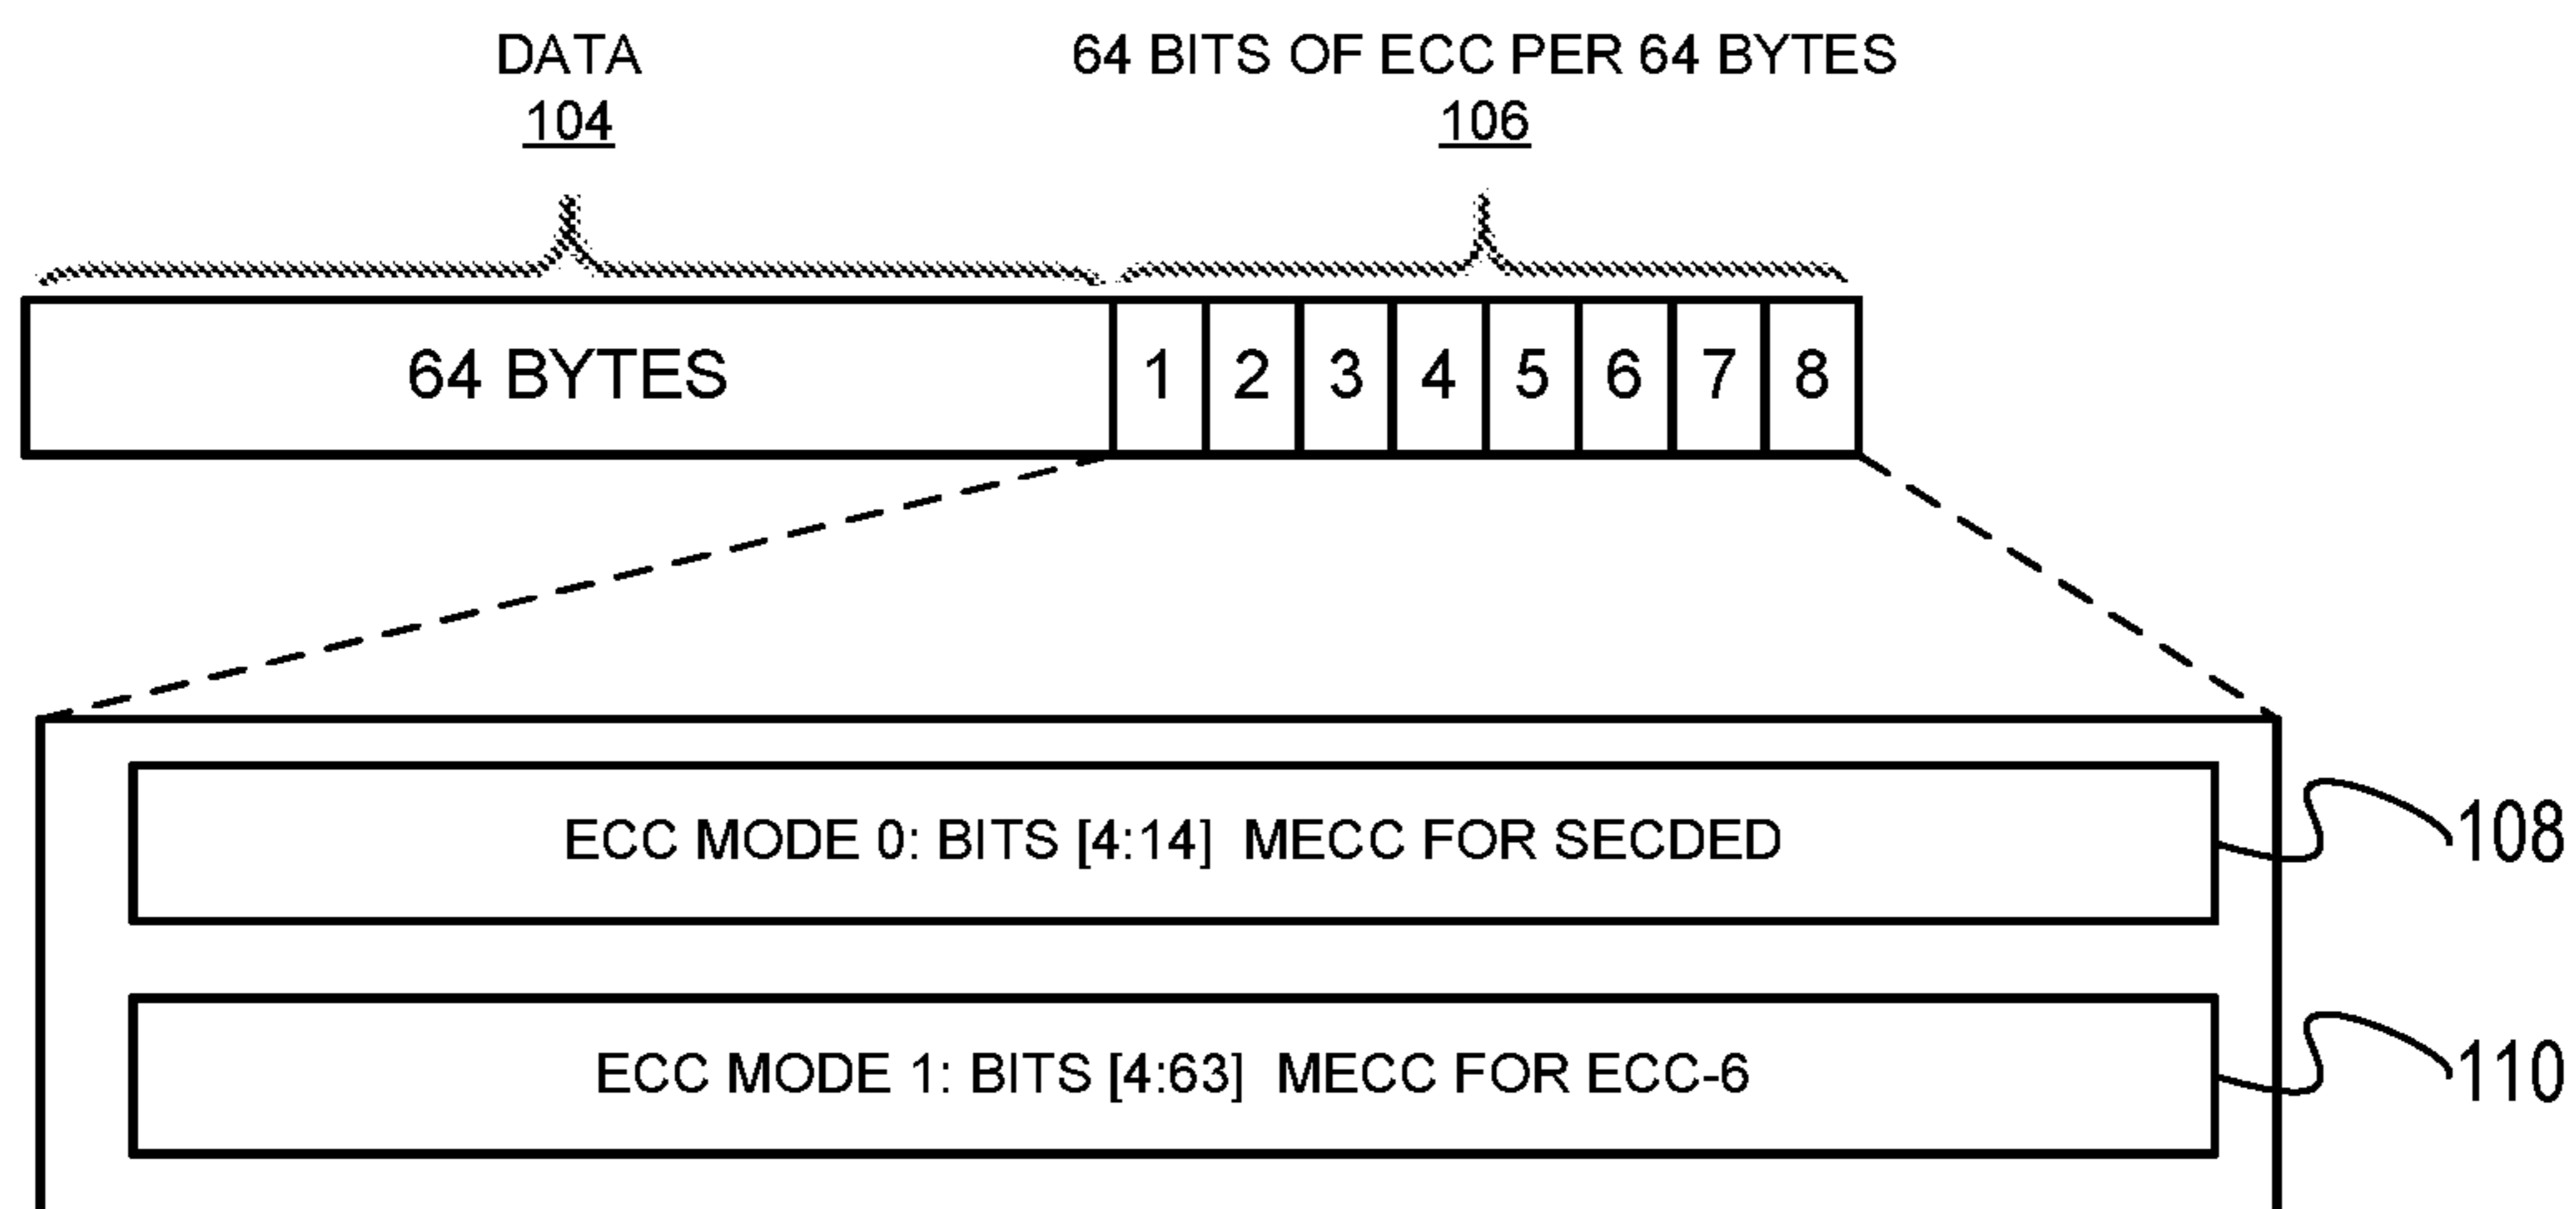 DATA
104
64 BITS OF ECC PER 64 BYTES
106
64 BYTES 1 2 3 4 5 6 7 8
ECC MODE 0: BITS [4:14] MECC FOR SECDED
108
ECC MODE 1: BITS [4:63] MECC FOR ECC-6
110